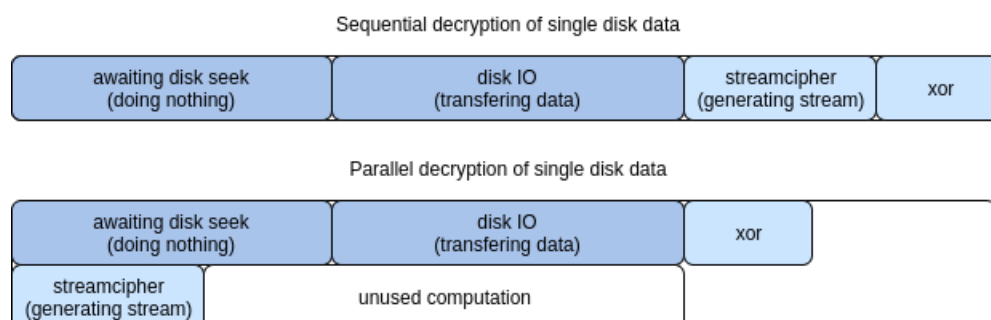 Sequential decryption of single disk data
awaiting disk seek
(doing nothing)
disk IO
(transfering data)
streamcipher
(generating stream)
xor
Parallel decryption of single disk data
awaiting disk seek
(doing nothing)
disk IO
(transfering data)
xor
streamcipher
(generating stream)
unused computation